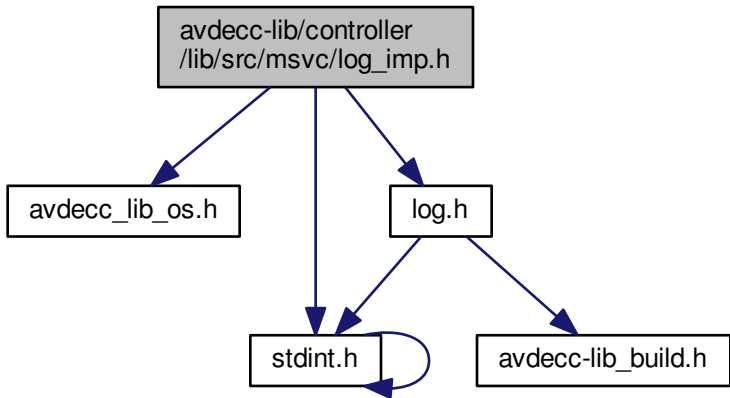 avdecc-lib/controller
/lib/src/msvc/log_imp.h
avdecc_lib_os.h
log.h
stdint.h
avdecc-lib_build.h